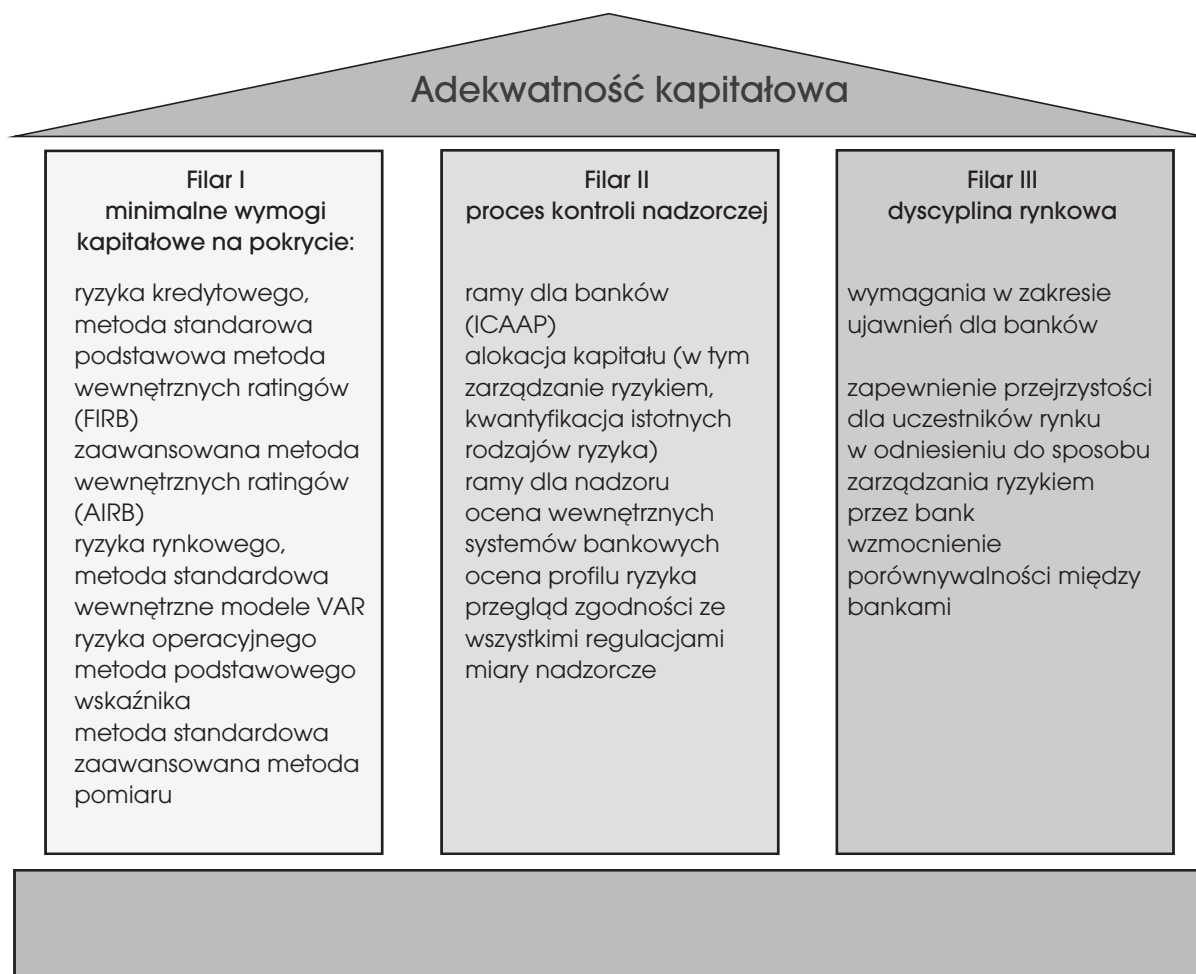 Adekwatność kapitałowa
Filar I
minimalne wymogi
kapitałowe na pokrycie:
ryzyka kredytowego,
metoda standarowa
podstawowa metoda
wewnętrznych ratingów
(FIRB)
zaawansowana metoda
wewnętrznych ratingów
(AIRB)
ryzyka rynkowego,
metoda standardowa
wewnętrzne modele VAR
ryzyka operacyjnego
metoda podstawowego
wskaźnika
metoda standardowa
zaawansowana metoda
pomiaru
Filar II
proces kontroli nadzorczej
ramy dla banków
(ICAAP)
alokacja kapitału (w tym
zarządzanie ryzykiem,
kwantyfikacja istotnych
rodzajów ryzyka)
ramy dla nadzoru
ocena wewnętrznych
systemów bankowych
ocena profilu ryzyka
przegląd zgodności ze
wszystkimi regulacjami
miary nadzorcze
Filar III
dyscyplina rynkowa
wymagania w zakresie
ujawnień dla banków
zapewnienie przejrzystości
dla uczestników rynku
w odniesieniu do sposobu
zarządzania ryzykiem
przez bank
wzmocnienie
porównywalności między
bankami